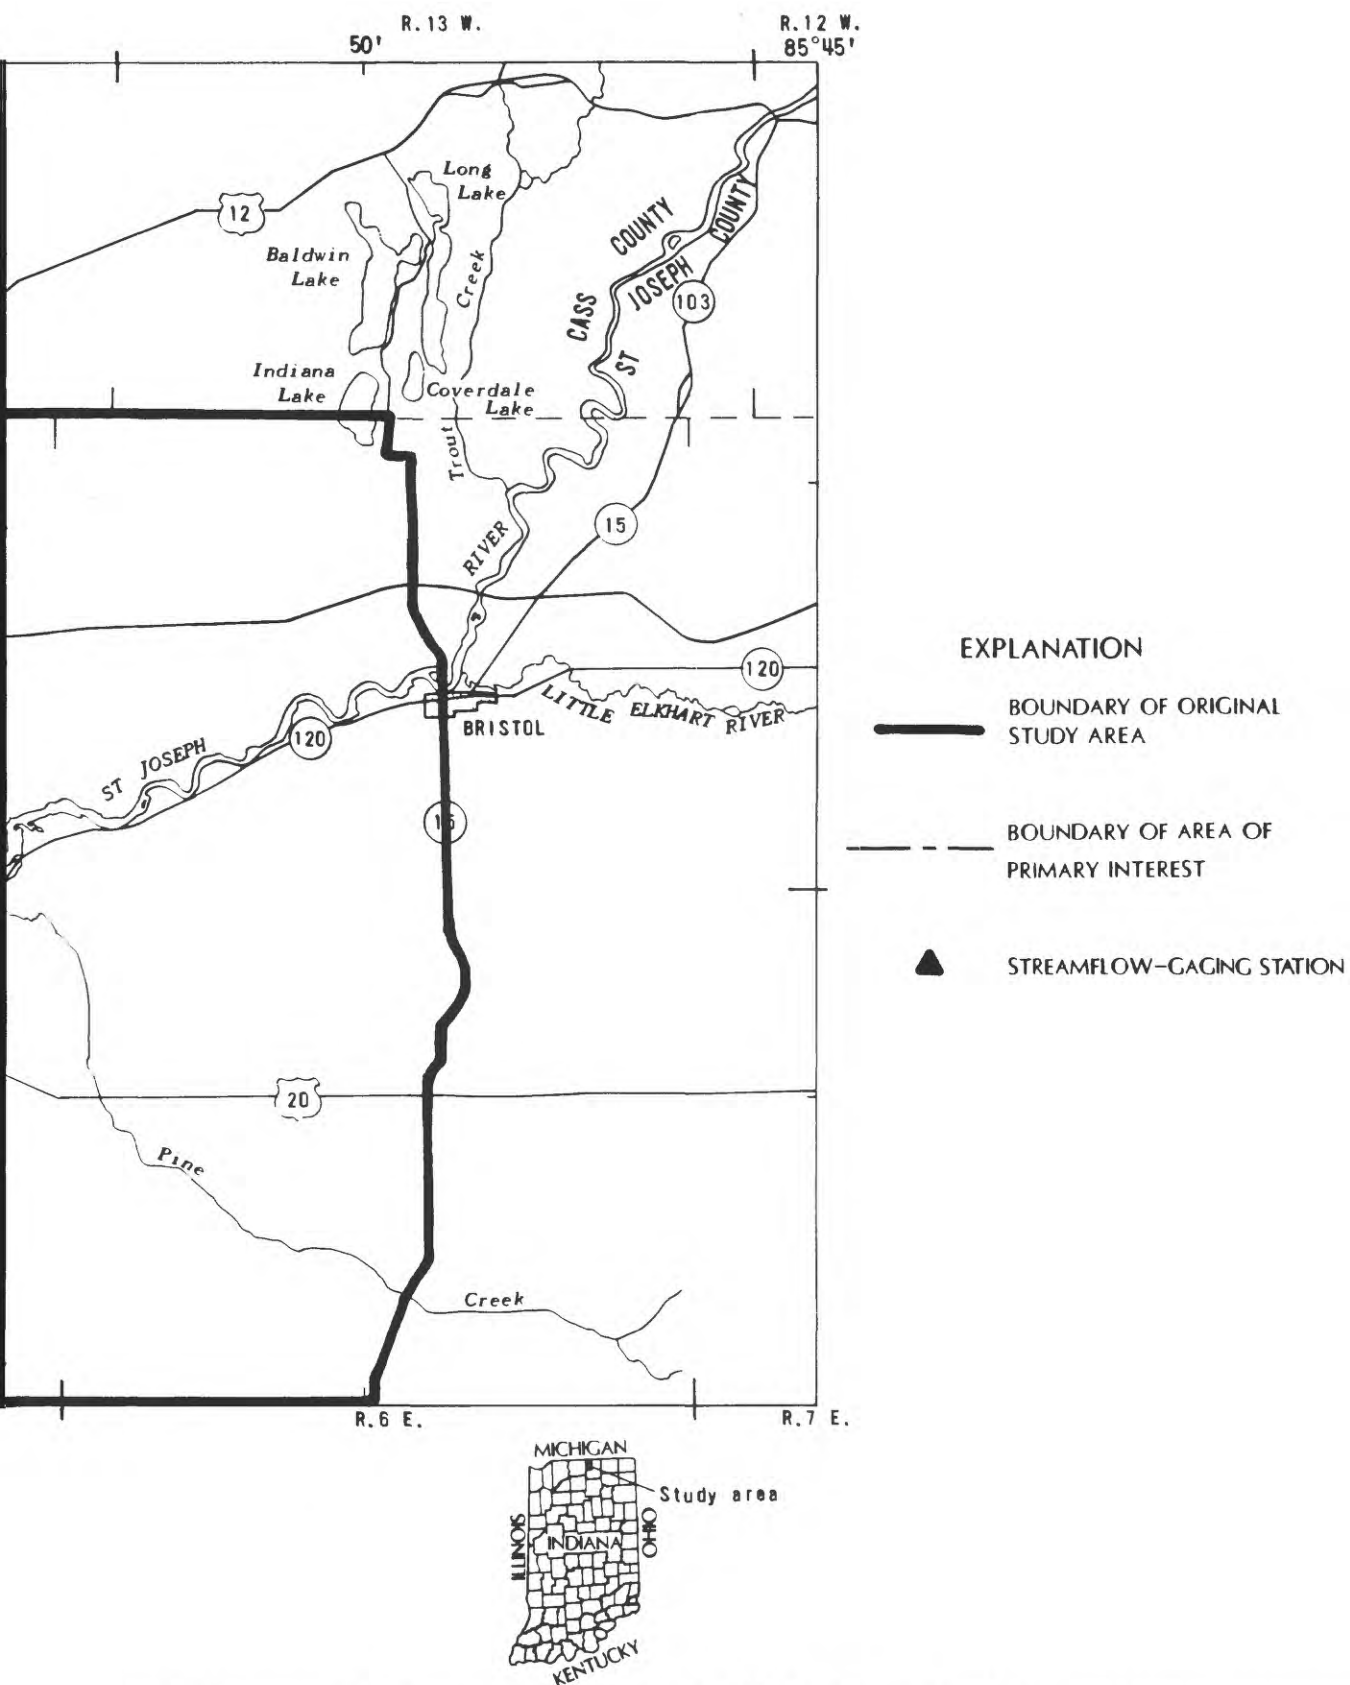 R.13 W.
R.12 W.
50'
85°45'
Long
Lake
12
Baldwin
Lake
Creek
COUNTY
COUNTY
CASS
ST
JOSEPH
103
Indiana
Lake
Coverdale
Lake
Trout
15
RIVER
120
LITTLE ELKHART RIVER
BRISTOL
120
ST JOSEPH
15
20
Pine
Creek
R.6 E.
R.7 E.
EXPLANATION
BOUNDARY OF ORIGINAL
STUDY AREA
BOUNDARY OF AREA OF
PRIMARY INTEREST
STREAMFLOW-GAGING STATION
MICHIGAN
Study area
ILLINOIS
INDIANA
OHIO
KENTUCKY